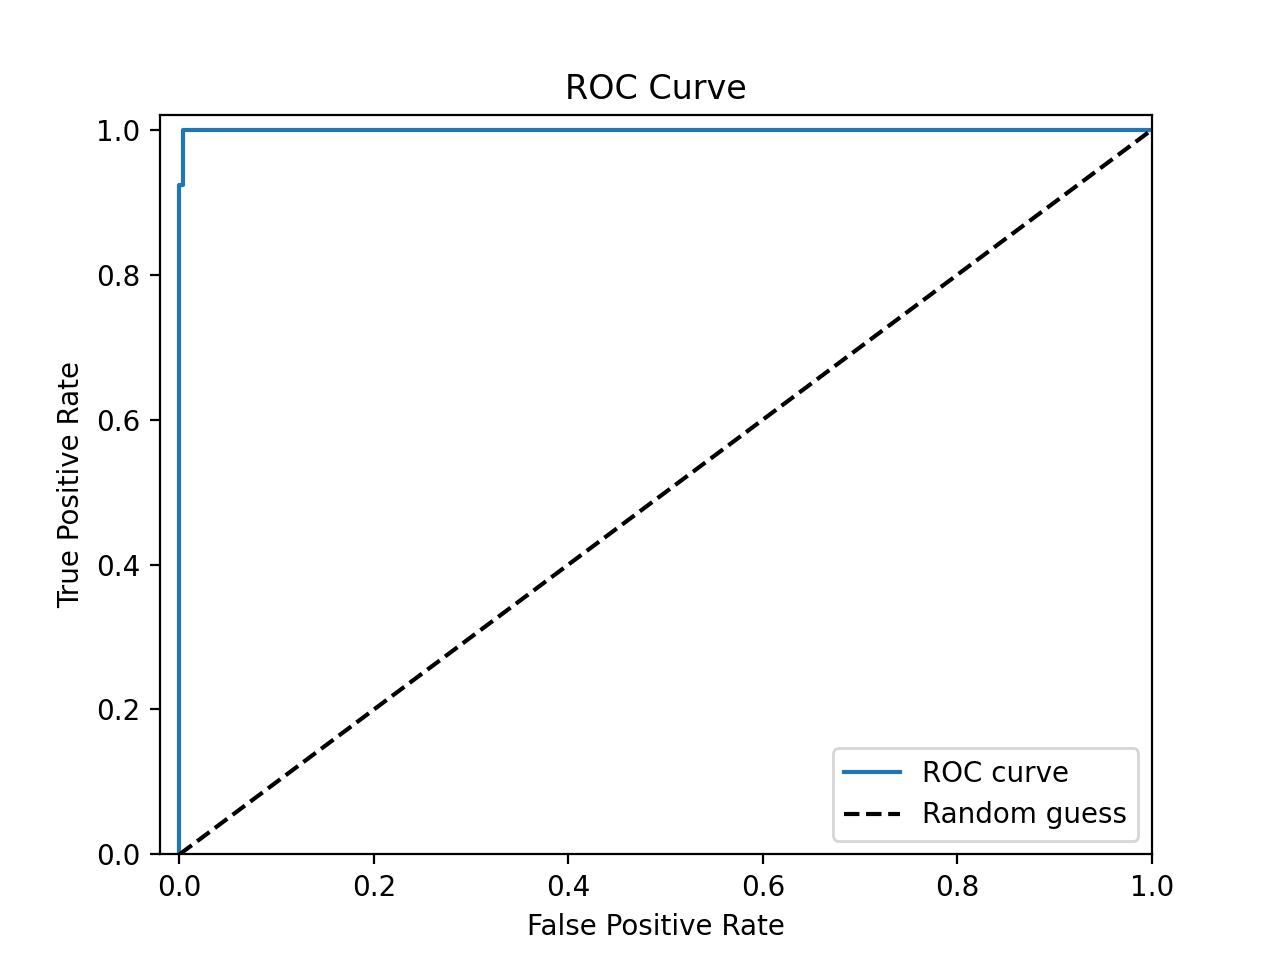 ROC Curve
1.0
0.8
0.6
0.4
0.2
0.0
True Positive Rate
0.0 0.2 0.4 0.6 0.8 1.0
False Positive Rate
ROC curve
Random guess